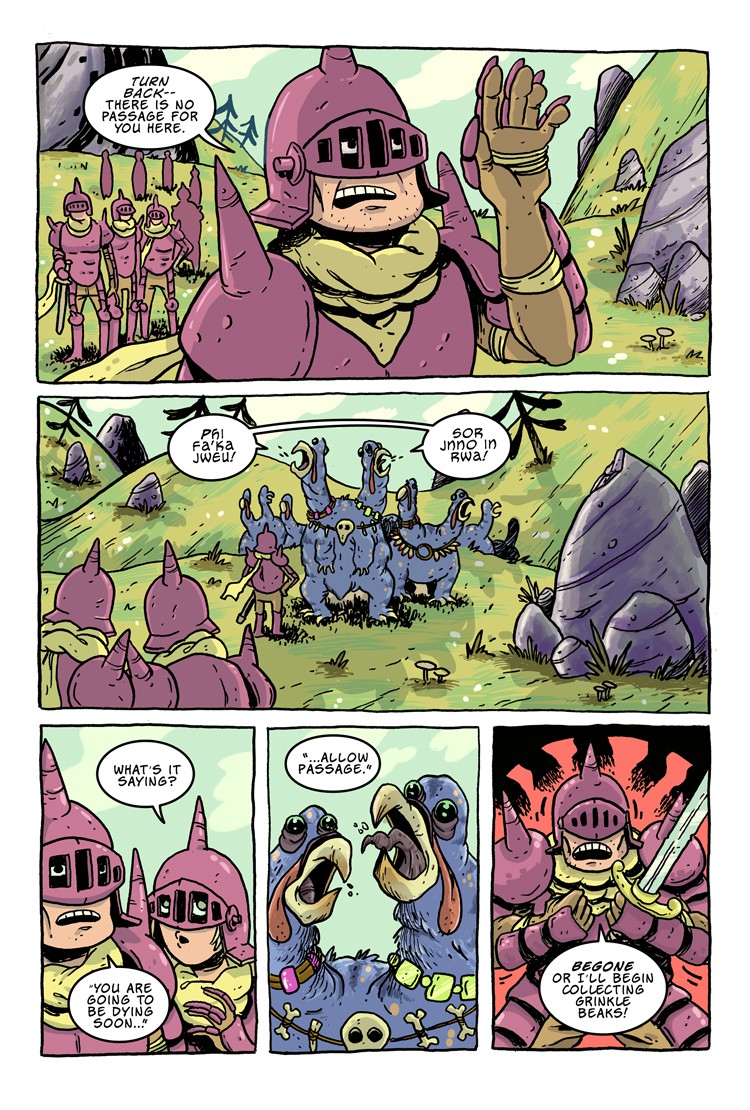 TURN
BACK--
THERE IS NO
PASSAGE FOR
YOU HERE.
Phi
fa'ka
jweu!
sor
jnno in
rwa!
WHAT'S IT
SAYING?
"YOU ARE
GOING TO
BE DYING
SOON..."
"...ALLOW
PASSAGE."
BEGONE
OR I'LL BEGIN
COLLECTING
GRINKLE
BEAKS!